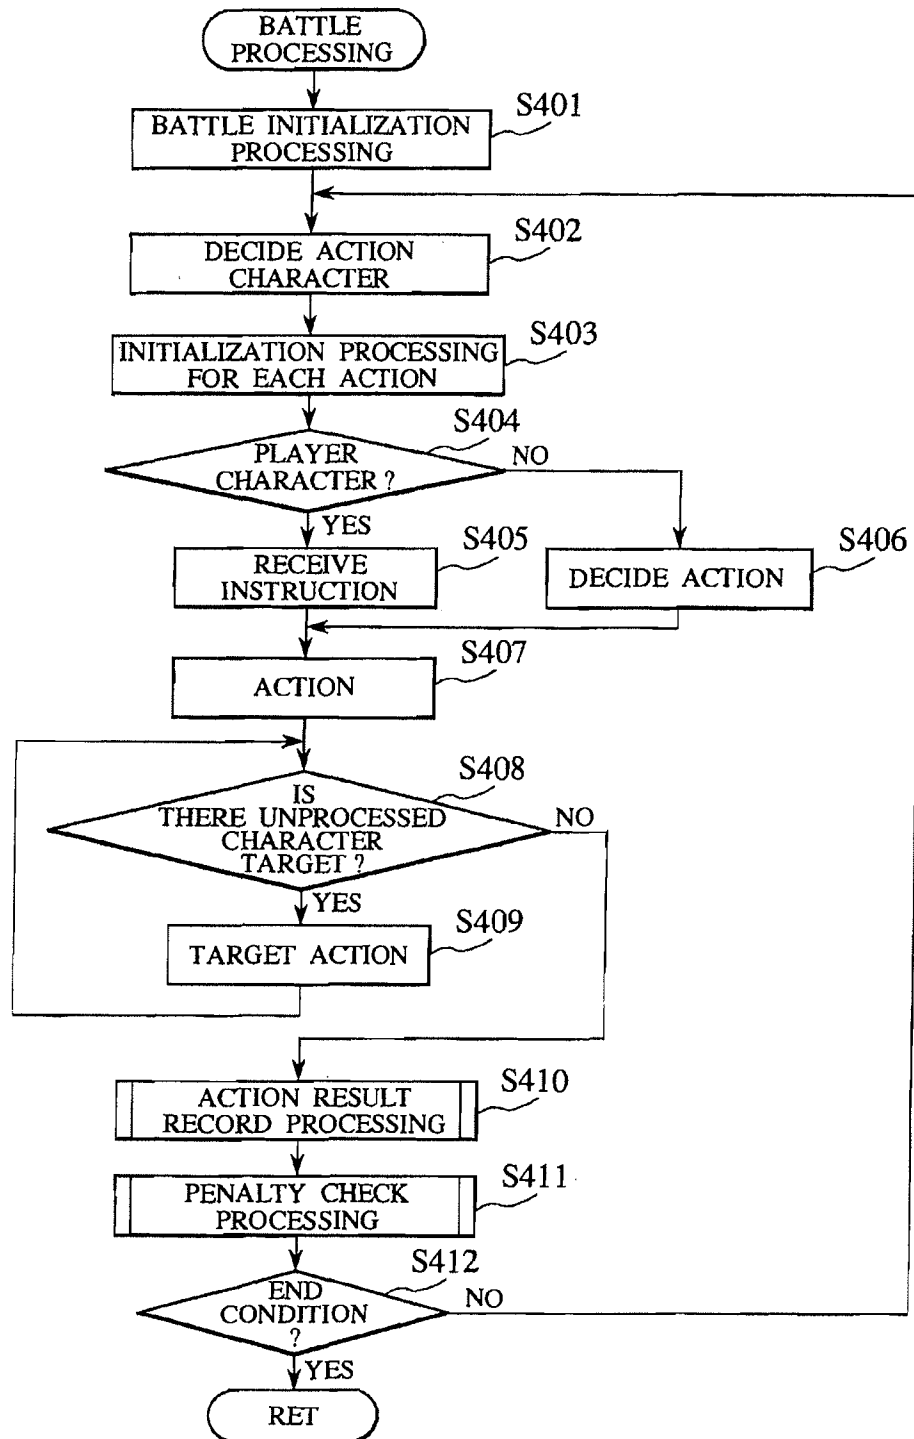 BATTLE
PROCESSING
S401
BATTLE INITIALIZATION
PROCESSING
S402
DECIDE ACTION
CHARACTER
S403
INITIALIZATION PROCESSING
FOR EACH ACTION
S404
PLAYER
CHARACTER ?
NO
YES
S405
RECEIVE
INSTRUCTION
S406
DECIDE ACTION
S407
ACTION
S408
IS
THERE UNPROCESSED
CHARACTER
TARGET ?
NO
YES
S409
TARGET ACTION
S410
ACTION RESULT
RECORD PROCESSING
S411
PENALTY CHECK
PROCESSING
S412
END
CONDITION
?
NO
YES
RET